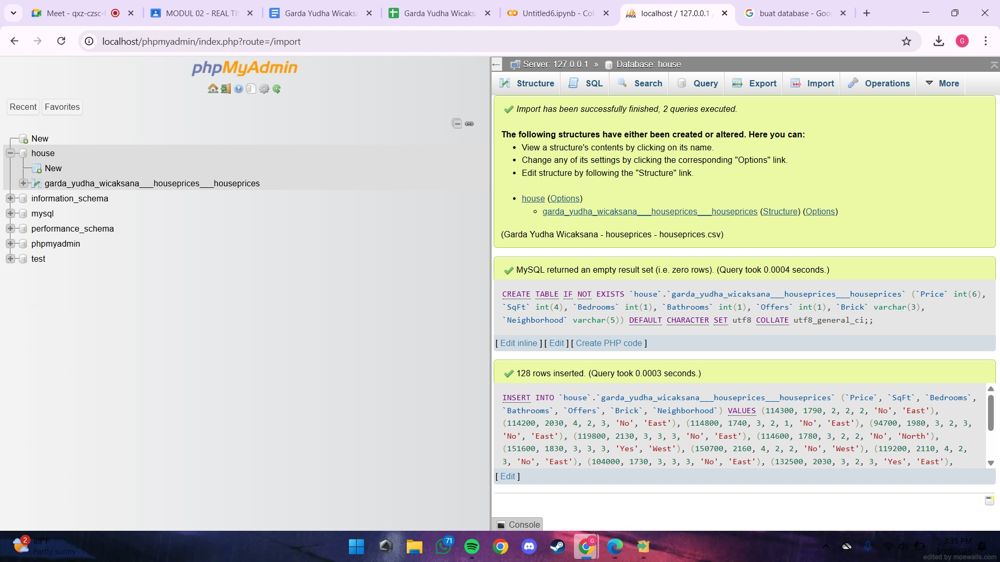 Meet - qxz-czsc-
MODUL 02 - REAL TI
Garda Yudha Wicaksa
Garda Yudha Wicaks
Untitled6.ipynb - Co
localhost / 127.0.0.1 /
buat database - Goo
localhost/phpmyadmin/index.php?route=/import
G
phpMyAdmin
Recent
Favorites
New
house
New
garda_yudha_wicaksana___houseprices___houseprices
information_schema
mysql
performance_schema
phpmyadmin
test
Server: 127.0.0.1 » Database: house
Structure SQL Search Query Export Import Operations More
Import has been successfully finished, 2 queries executed.
The following structures have either been created or altered. Here you can:
• View a structure's contents by clicking on its name.
• Change any of its settings by clicking the corresponding "Options" link.
• Edit structure by following the "Structure" link.
• house (Options)
garda_yudha_wicaksana___houseprices___houseprices (Structure) (Options)
(Garda Yudha Wicaksana - houseprices - houseprices.csv)
MySQL returned an empty result set (i.e. zero rows). (Query took 0.0004 seconds.)
CREATE TABLE IF NOT EXISTS `house`.`garda_yudha_wicaksana___houseprices___houseprices` (`Price` int(6),
`SqFt` int(4), `Bedrooms` int(1), `Bathrooms` int(1), `Offers` int(1), `Brick` varchar(3),
`Neighborhood` varchar(5)) DEFAULT CHARACTER SET utf8 COLLATE utf8_general_ci;;
[ Edit inline ] [ Edit ] [ Create PHP code ]
128 rows inserted. (Query took 0.0003 seconds.)
INSERT INTO `house`.`garda_yudha_wicaksana___houseprices___houseprices` (`Price`, `SqFt`, `Bedrooms`,
`Bathrooms`, `Offers`, `Brick`, `Neighborhood`) VALUES (114300, 1790, 2, 2, 2, 'No', 'East'),
(114200, 2030, 4, 2, 3, 'No', 'East'), (114800, 1740, 3, 2, 1, 'No', 'East'), (94700, 1980, 3, 2, 3,
'No', 'East'), (119800, 2130, 3, 3, 3, 'No', 'East'), (114600, 1780, 3, 2, 2, 'No', 'North'),
(151600, 1830, 3, 3, 3, 'Yes', 'West'), (150700, 2160, 4, 2, 2, 'No', 'West'), (119200, 2110, 4, 2,
3, 'No', 'East'), (104000, 1730, 3, 3, 3, 'No', 'East'), (132500, 2030, 3, 2, 3, 'Yes', 'East'),
[ Edit ]
Console
2
89°F
Partly sunny
71
G
3:35 PM
3/10/2025
edited by moewalls.com